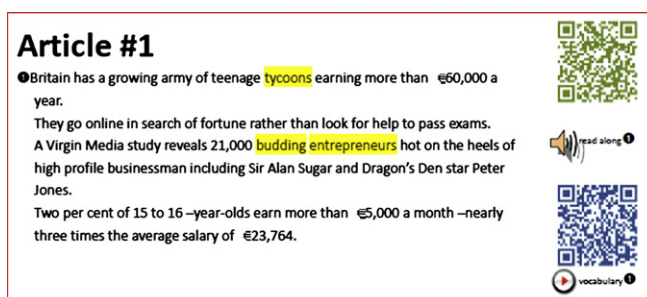 Article #1
❶Britain has a growing army of teenage tycoons earning more than €60,000 a
year.
They go online in search of fortune rather than look for help to pass exams.
A Virgin Media study reveals 21,000 budding entrepreneurs hot on the heels of
high profile businessman including Sir Alan Sugar and Dragon's Den star Peter
Jones.
Two per cent of 15 to 16 –year-olds earn more than €5,000 a month –nearly
three times the average salary of €23,764.
read along ❶
vocabulary ❶